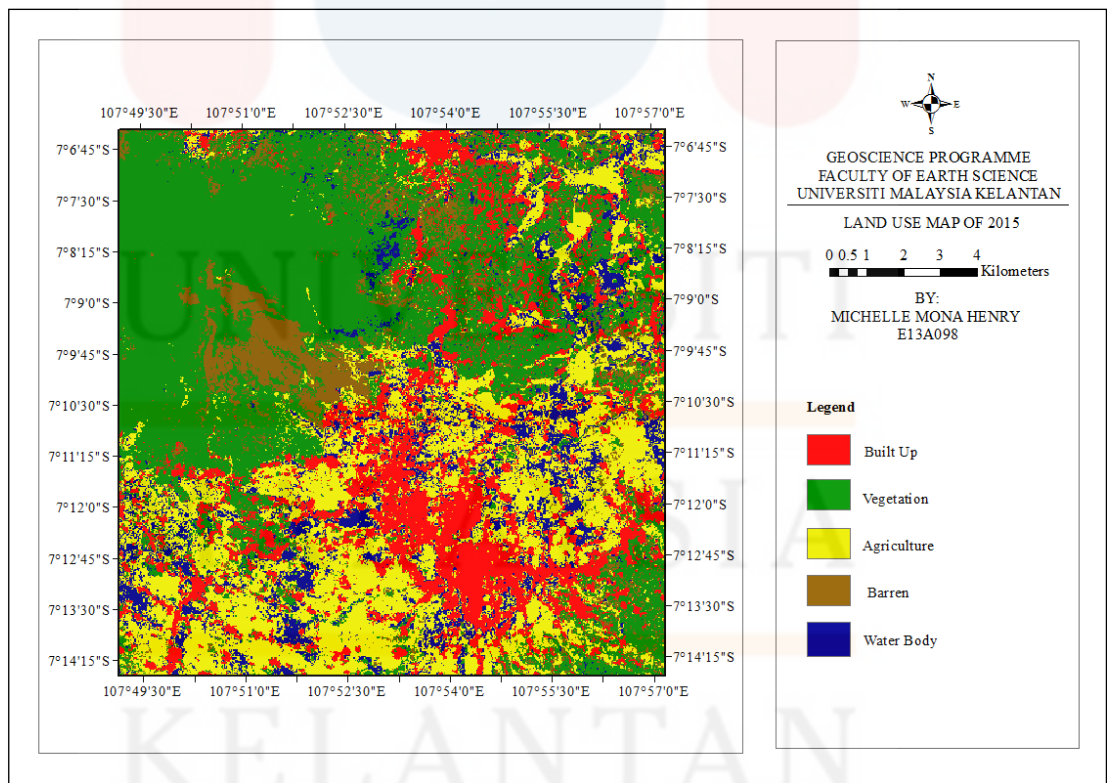 107°49'30"E 107°51'0"E 107°52'30"E 107°54'0"E 107°55'30"E 107°57'0"E
7°6'45"S 7°6'45"S
7°7'30"S 7°7'30"S
7°8'15"S 7°8'15"S
7°9'0"S 7°9'0"S
7°9'45"S 7°9'45"S
7°10'30"S 7°10'30"S
7°11'15"S 7°11'15"S
7°12'0"S 7°12'0"S
7°12'45"S 7°12'45"S
7°13'30"S 7°13'30"S
7°14'15"S 7°14'15"S
107°49'30"E 107°51'0"E 107°52'30"E 107°54'0"E 107°55'30"E 107°57'0"E
N
W E
S
GEOSCIENCE PROGRAMME
FACULTY OF EARTH SCIENCE
UNIVERSITI MALAYSIA KELANTAN
LAND USE MAP OF 2015
0 0.5 1 2 3 4
Kilometers
BY:
MICHELLE MONA HENRY
E13A098
Legend
Built Up
Vegetation
Agriculture
Barren
Water Body
UNIVERSITI
KELANTAN